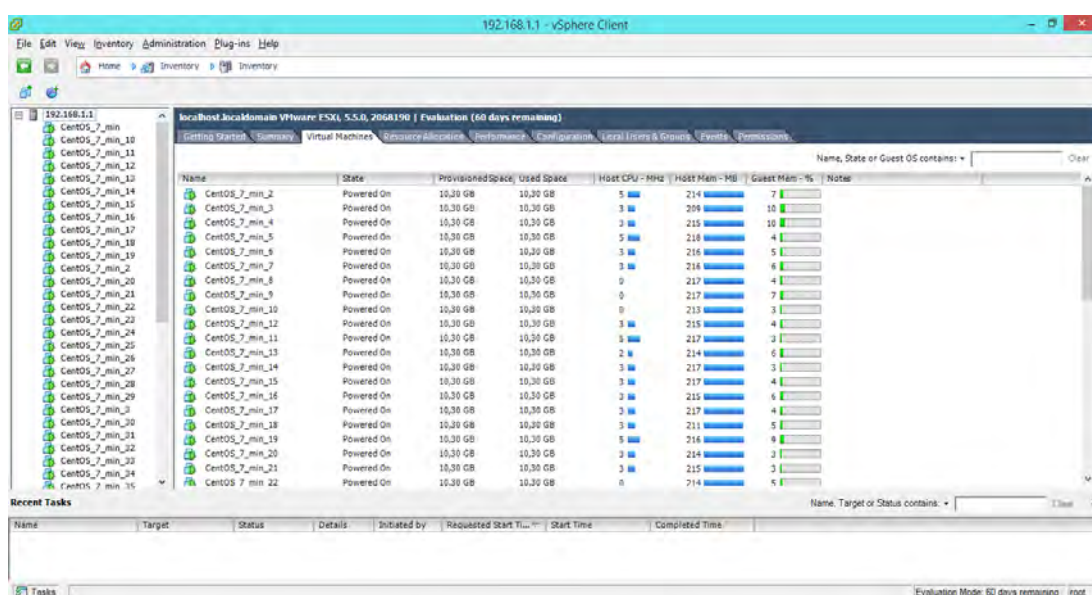 192.168.1.1 - vSphere Client
File Edit View Inventory Administration Plug-ins Help
Home Inventory Inventory
192.168.1.1
CentOS_7_min
CentOS_7_min_10
CentOS_7_min_11
CentOS_7_min_12
CentOS_7_min_13
CentOS_7_min_14
CentOS_7_min_15
CentOS_7_min_16
CentOS_7_min_17
CentOS_7_min_18
CentOS_7_min_19
CentOS_7_min_2
CentOS_7_min_20
CentOS_7_min_21
CentOS_7_min_22
CentOS_7_min_23
CentOS_7_min_24
CentOS_7_min_25
CentOS_7_min_26
CentOS_7_min_27
CentOS_7_min_28
CentOS_7_min_29
CentOS_7_min_3
CentOS_7_min_30
CentOS_7_min_31
CentOS_7_min_32
CentOS_7_min_33
CentOS_7_min_34
CentOS_7_min_35
localhost.localdomain VMware ESXi, 5.5.0, 2068190 | Evaluation (60 days remaining)
Getting Started Summary Virtual Machines Resource Allocation Performance Configuration Local Users & Groups Events Permissions
Name, State or Guest OS contains: Clear
Name State Provisioned Space Used Space Host CPU - MHz Host Mem - MB Guest Mem - % Notes
CentOS_7_min_2 Powered On 10,30 GB 10,30 GB 5 214 7
CentOS_7_min_3 Powered On 10,30 GB 10,30 GB 3 209 10
CentOS_7_min_4 Powered On 10,30 GB 10,30 GB 3 215 10
CentOS_7_min_5 Powered On 10,30 GB 10,30 GB 5 218 4
CentOS_7_min_6 Powered On 10,30 GB 10,30 GB 3 216 5
CentOS_7_min_7 Powered On 10,30 GB 10,30 GB 3 216 6
CentOS_7_min_8 Powered On 10,30 GB 10,30 GB 0 217 4
CentOS_7_min_9 Powered On 10,30 GB 10,30 GB 0 217 7
CentOS_7_min_10 Powered On 10,30 GB 10,30 GB 0 213 3
CentOS_7_min_12 Powered On 10,30 GB 10,30 GB 3 215 4
CentOS_7_min_11 Powered On 10,30 GB 10,30 GB 5 217 3
CentOS_7_min_13 Powered On 10,30 GB 10,30 GB 2 214 6
CentOS_7_min_14 Powered On 10,30 GB 10,30 GB 3 217 3
CentOS_7_min_15 Powered On 10,30 GB 10,30 GB 3 217 4
CentOS_7_min_16 Powered On 10,30 GB 10,30 GB 3 215 6
CentOS_7_min_17 Powered On 10,30 GB 10,30 GB 3 217 4
CentOS_7_min_18 Powered On 10,30 GB 10,30 GB 3 211 5
CentOS_7_min_19 Powered On 10,30 GB 10,30 GB 5 216 9
CentOS_7_min_20 Powered On 10,30 GB 10,30 GB 3 214 3
CentOS_7_min_21 Powered On 10,30 GB 10,30 GB 3 215 3
CentOS_7_min_22 Powered On 10,30 GB 10,30 GB 0 214 5
Recent Tasks
Name, Target or Status contains: Clear
Name Target Status Details Initiated by Requested Start Ti... Start Time Completed Time
Tasks Evaluation Mode: 60 days remaining root